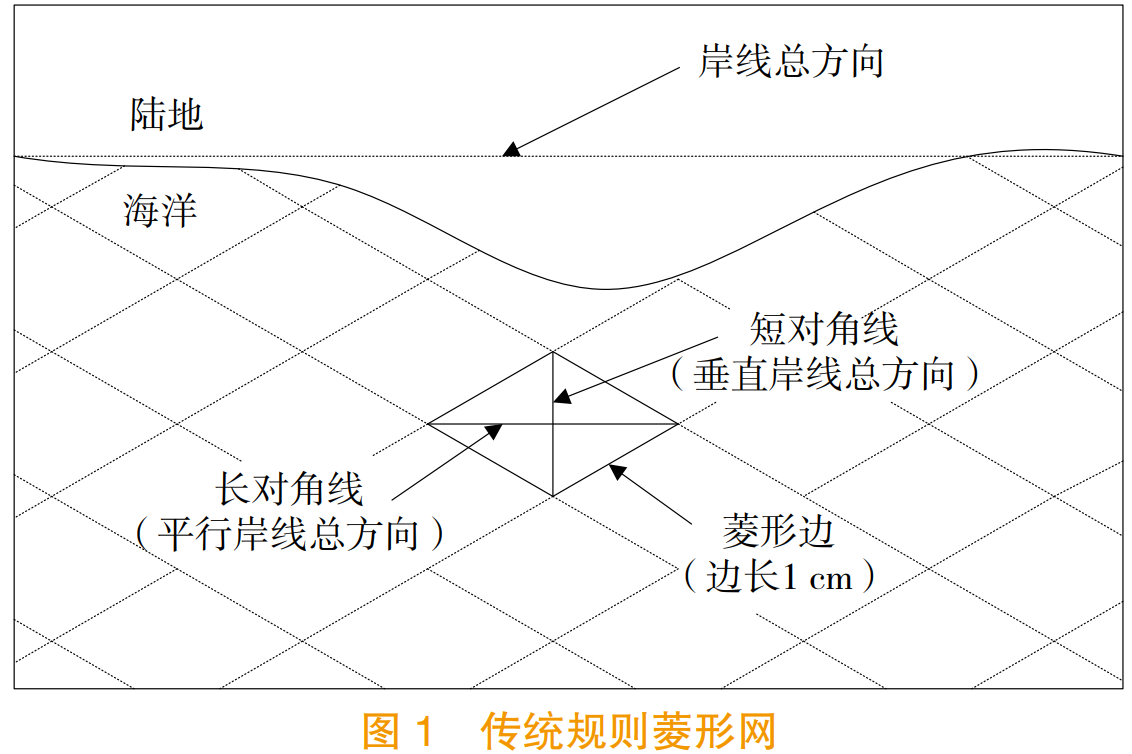 岸线总方向
陆地
海洋
短对角线
（垂直岸线总方向）
长对角线
（平行岸线总方向）
菱形边
（边长1 cm）
图 1 传统规则菱形网